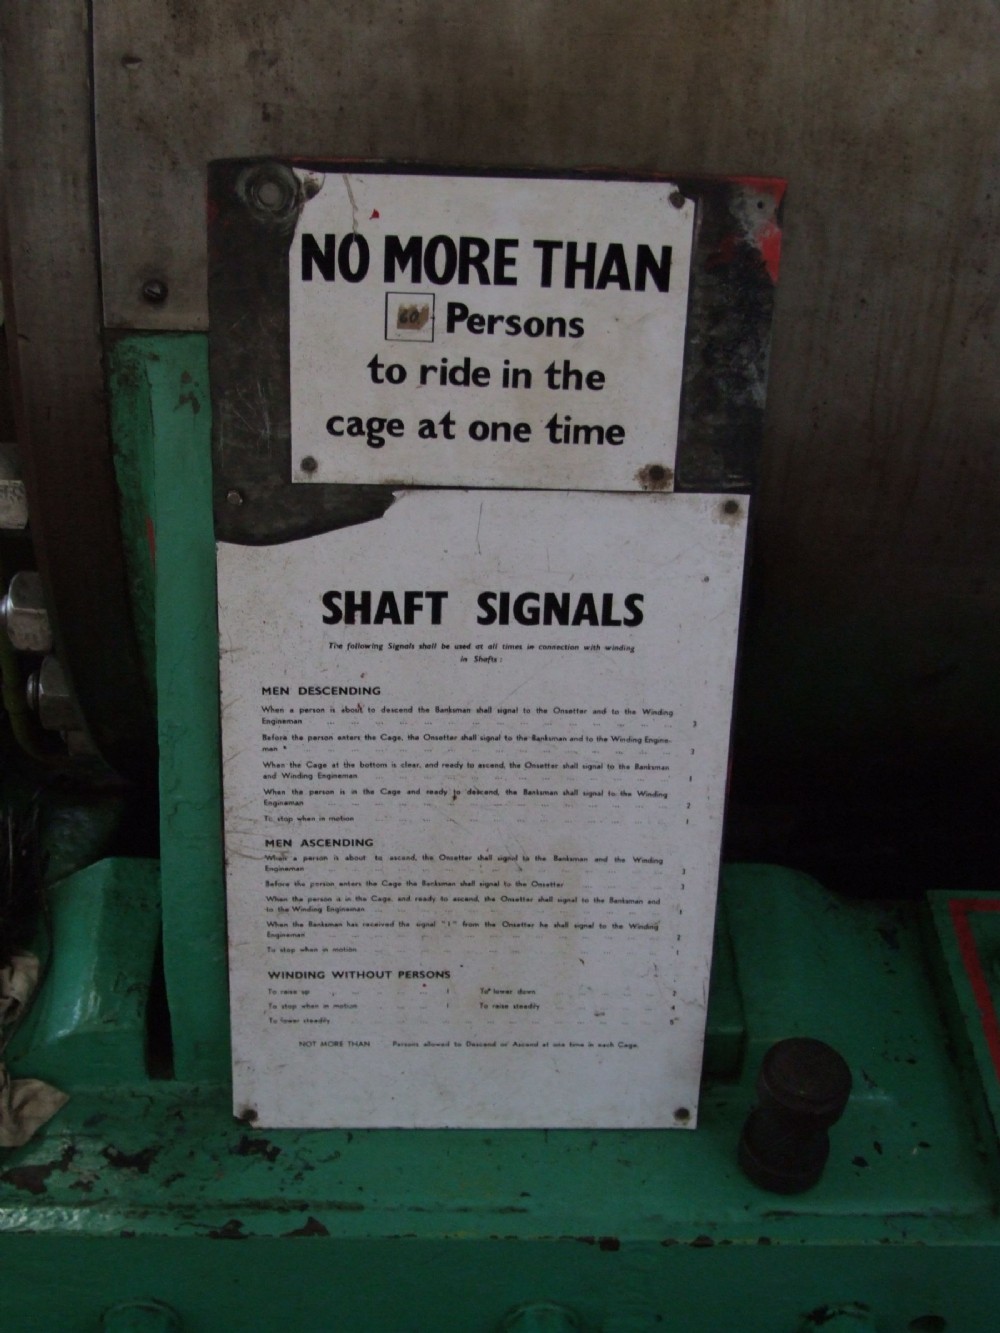 NO MORE THAN
60 Persons
to ride in the
cage at one time
SHAFT SIGNALS
The following Signals shall be used at all times in connection with winding
in Shafts :
MEN DESCENDING
When a person is about to descend the Banksman shall signal to the Onsetter and to the Winding
Engineman ... 3
Before the person enters the Cage, the Onsetter shall signal to the Banksman and to the Winding Engine-
man ... 3
When the Cage at the bottom is clear, and ready to ascend, the Onsetter shall signal to the Banksman
and Winding Engineman ... 1
When the person is in the Cage and ready to descend, the Banksman shall signal to the Winding
Engineman ... 2
To stop when in motion ... 1
MEN ASCENDING
When a person is about to ascend, the Onsetter shall signal to the Banksman and the Winding
Engineman ... 3
Before the person enters the Cage the Banksman shall signal to the Onsetter ... 3
When the person is in the Cage, and ready to ascend, the Onsetter shall signal to the Banksman and
to the Winding Engineman ... 1
When the Banksman has received the signal "1" from the Onsetter he shall signal to the Winding
Engineman ... 2
To stop when in motion ... 1
WINDING WITHOUT PERSONS
To raise up ... 1 To lower down ... 2
To stop when in motion ... 1 To raise steadily ... 4
To lower steadily ... 5
NOT MORE THAN Persons allowed to Descend or Ascend at one time in each Cage.